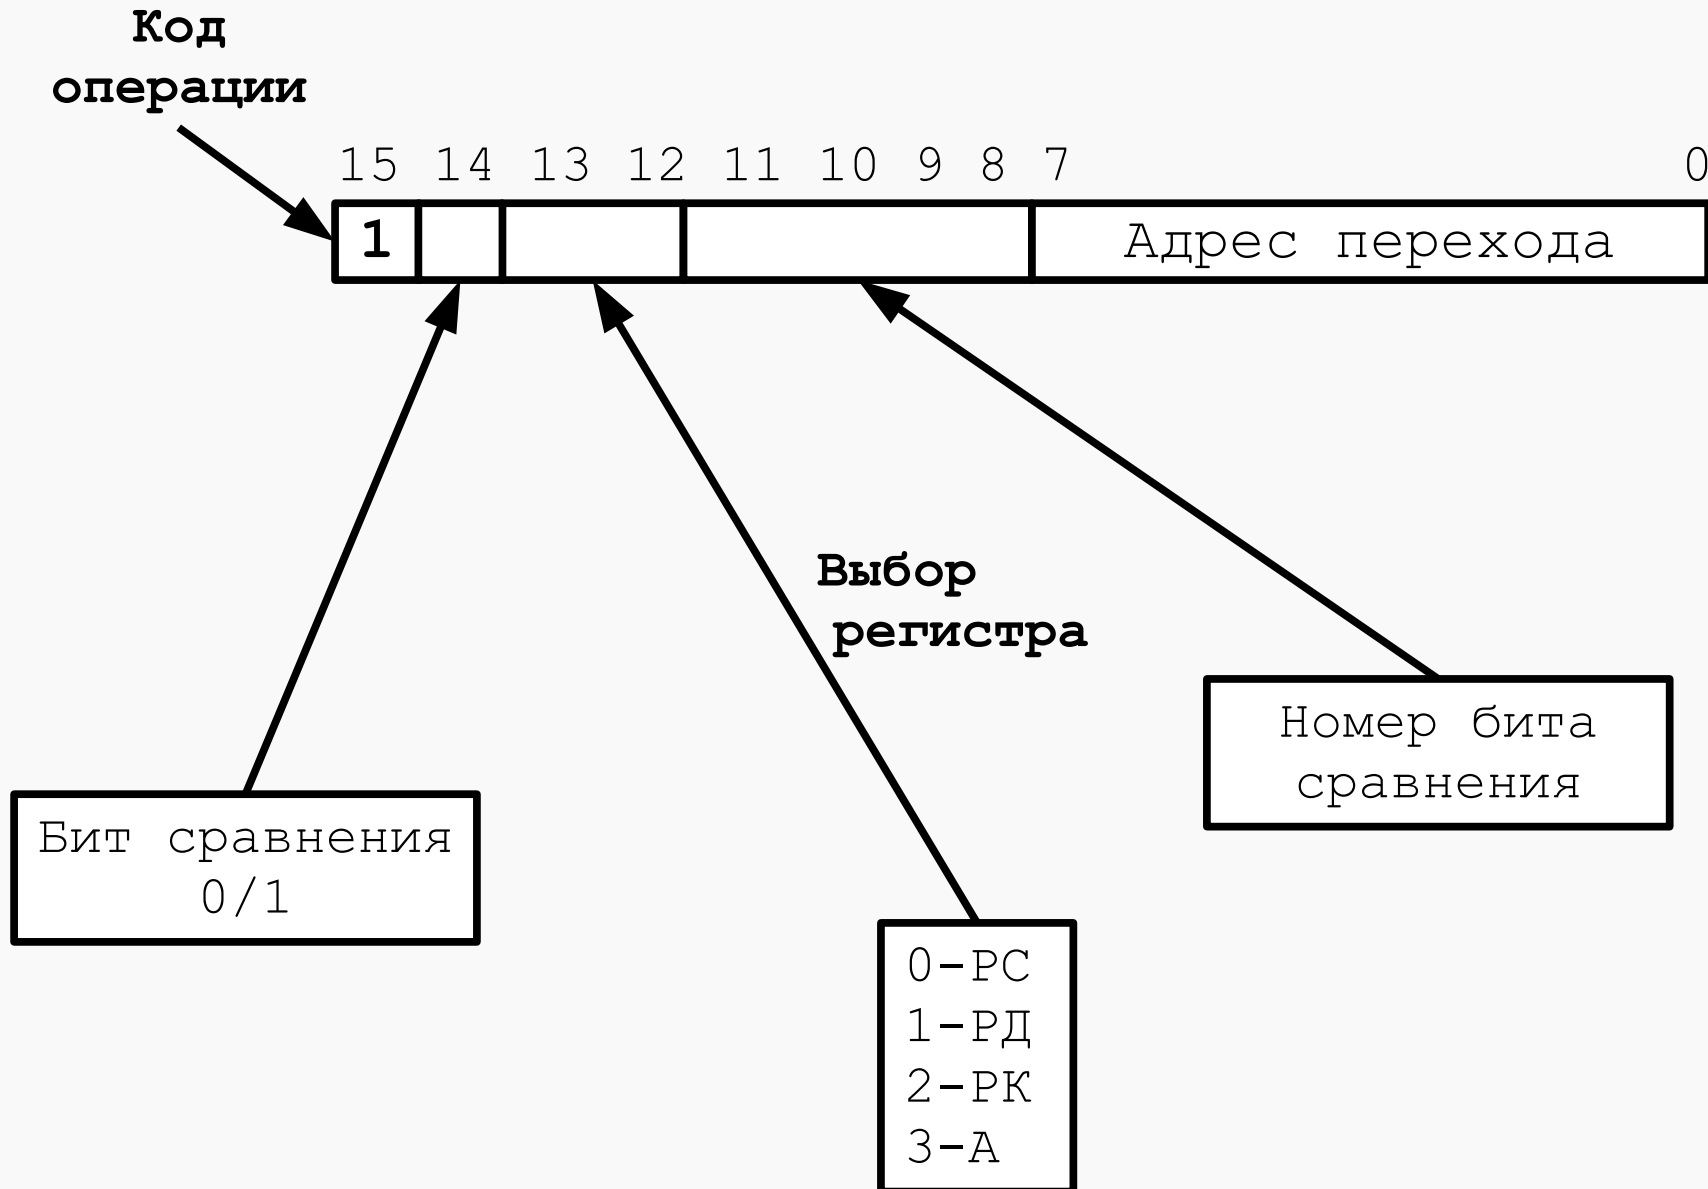 Код
операции
15 14 13 12 11 10 9 8 7 0
1 Адрес перехода
Выбор
регистра
Номер бита
сравнения
Бит сравнения
0/1
0-РС
1-РД
2-РК
3-А